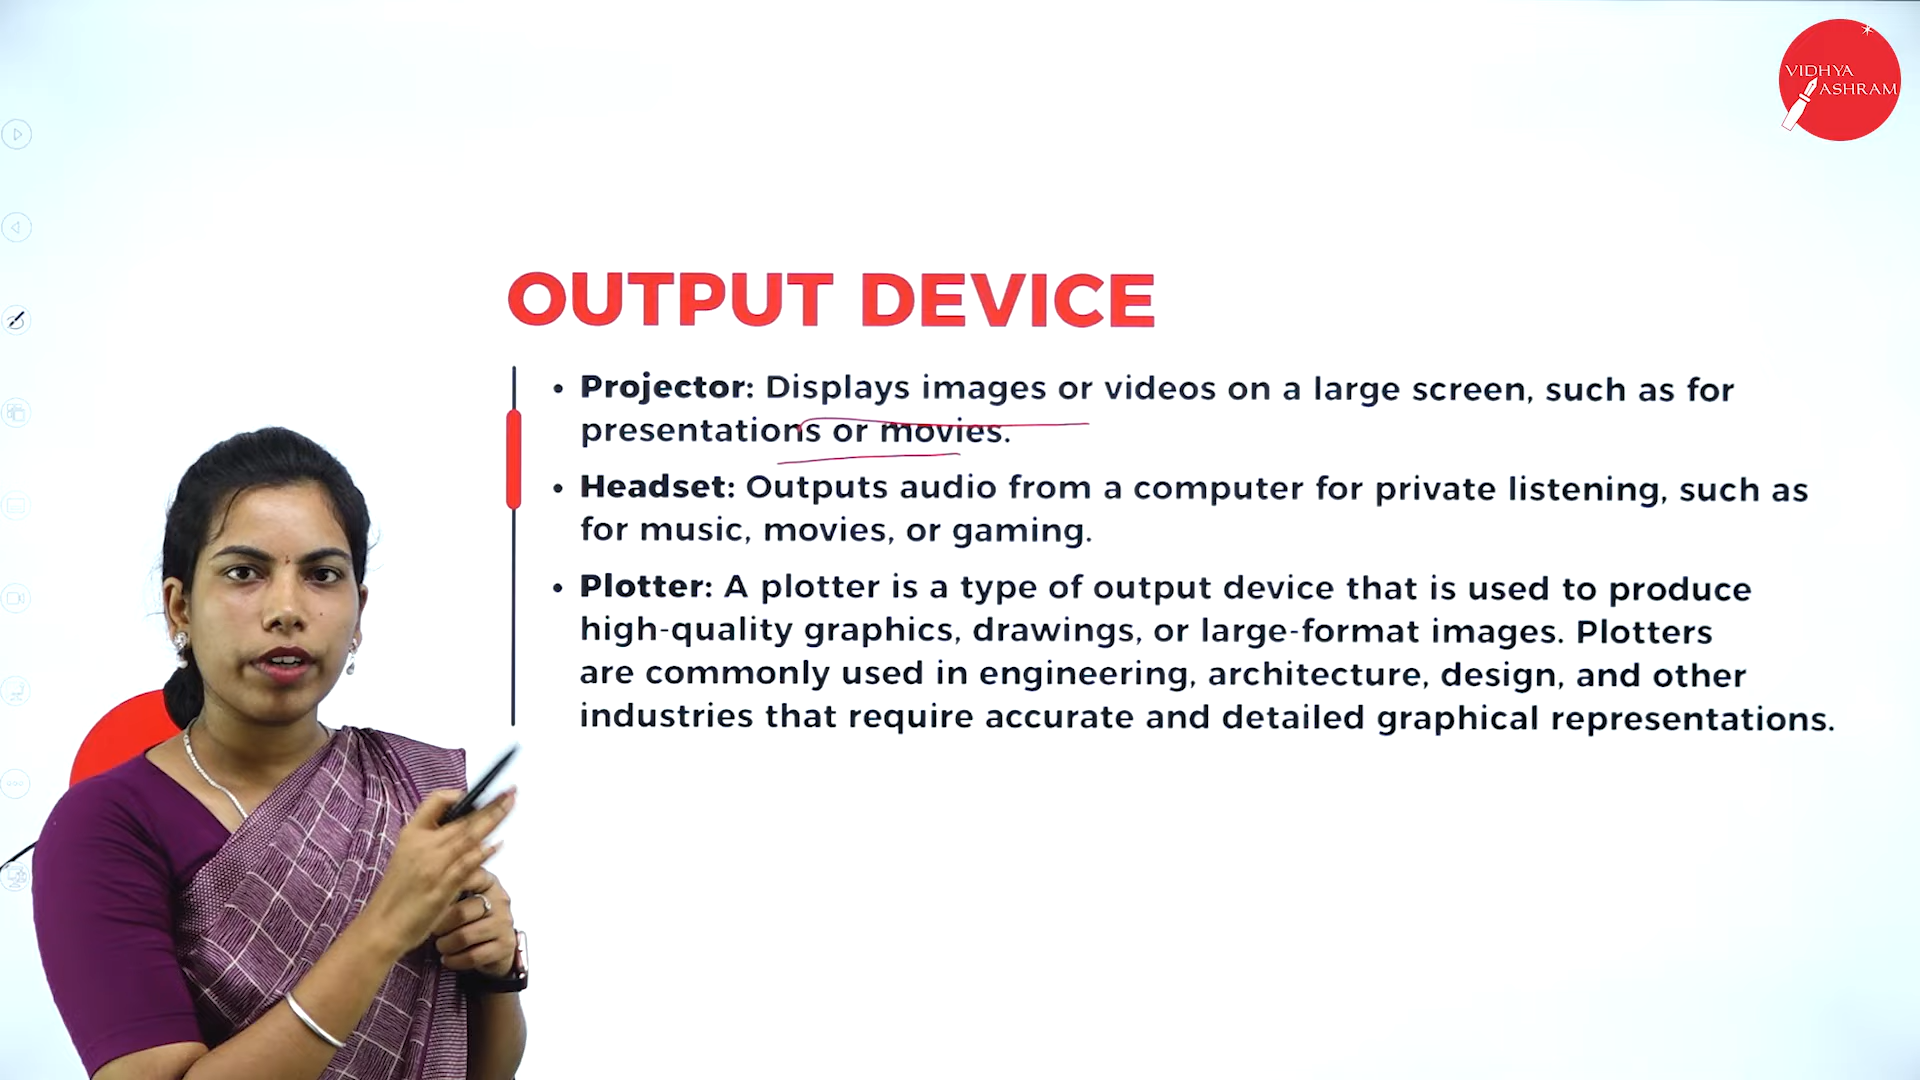 VIDHYA
ASHRAM
OUTPUT DEVICE
• Projector: Displays images or videos on a large screen, such as for
presentations or movies.
• Headset: Outputs audio from a computer for private listening, such as
for music, movies, or gaming.
• Plotter: A plotter is a type of output device that is used to produce
high-quality graphics, drawings, or large-format images. Plotters
are commonly used in engineering, architecture, design, and other
industries that require accurate and detailed graphical representations.